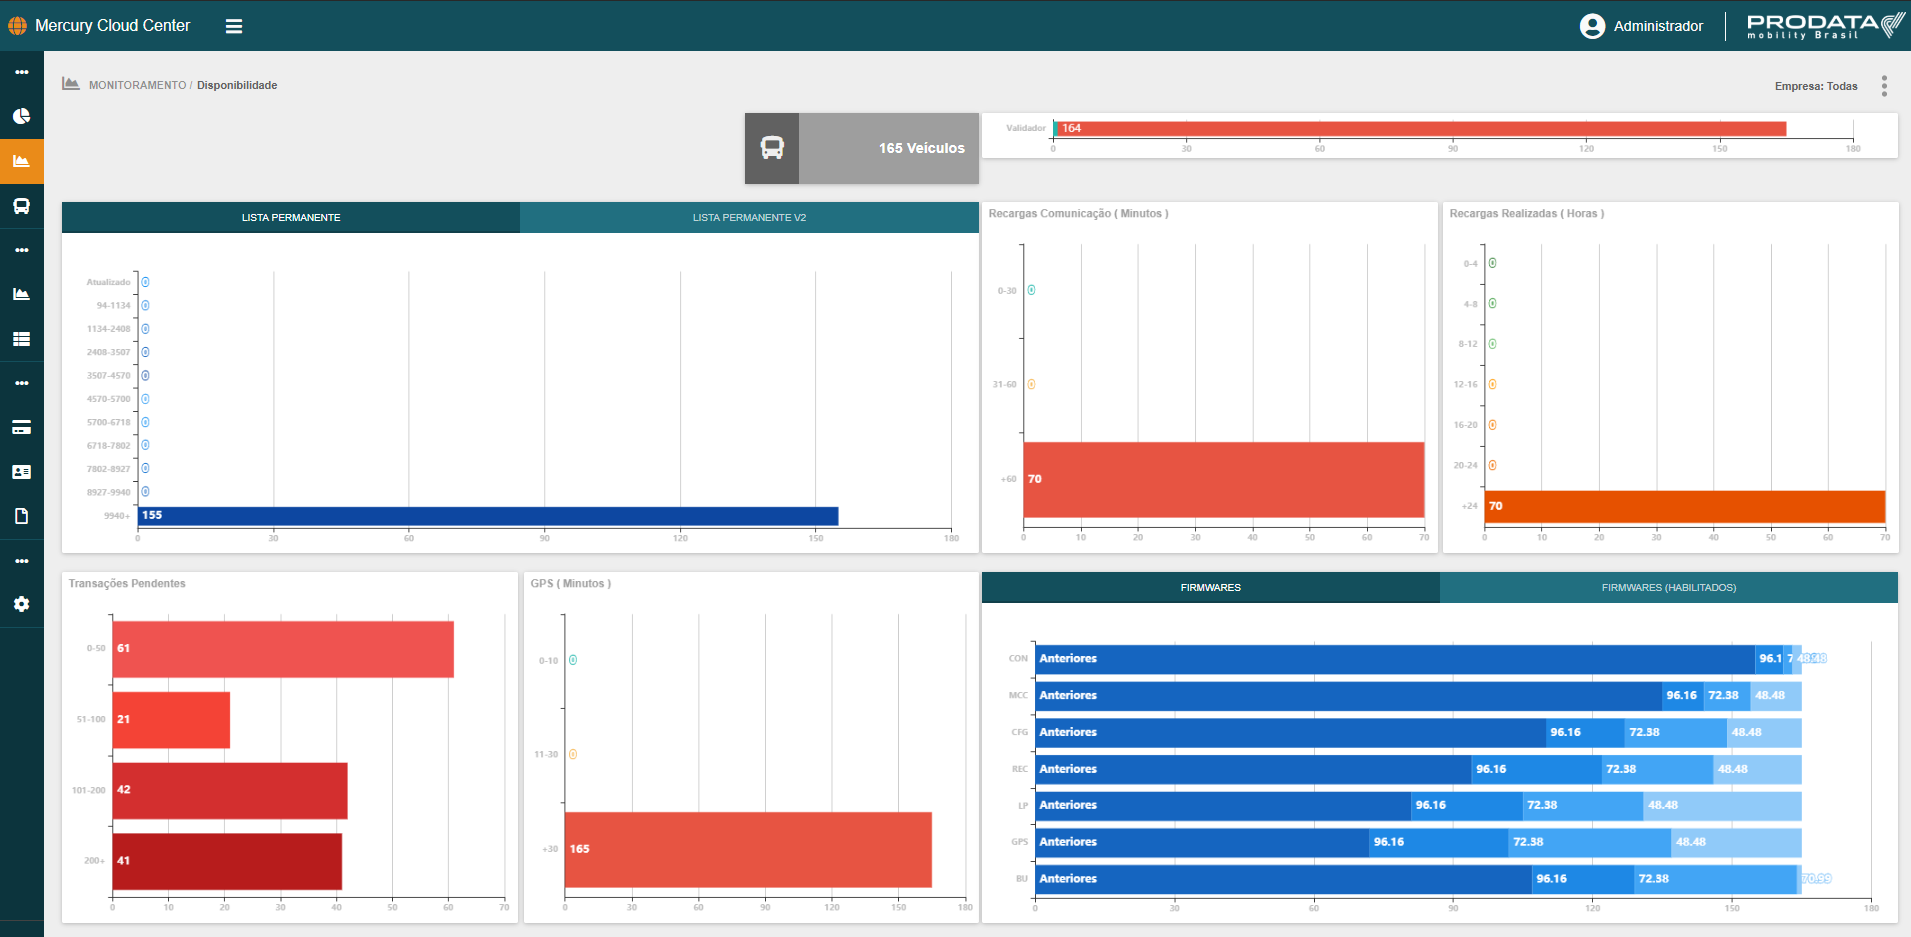 Mercury Cloud Center
Administrador
PRODATA
mobility Brasil
MONITORAMENTO / Disponibilidade
Empresa: Todas
165 Veículos
Validador
164
0 30 60 90 120 150 180
LISTA PERMANENTE
LISTA PERMANENTE V2
Atualizado 0
94-1134 0
1134-2408 0
2408-3507 0
3507-4570 0
4570-5700 0
5700-6718 0
6718-7802 0
7802-8927 0
8927-9940 0
9940+ 155
0 30 60 90 120 150 180
Recargas Comunicação ( Minutos )
0-30 0
31-60 0
+60 70
0 10 20 30 40 50 60 70
Recargas Realizadas ( Horas )
0-4 0
4-8 0
8-12 0
12-16 0
16-20 0
20-24 0
+24 70
0 10 20 30 40 50 60 70
Transações Pendentes
0-50 61
51-100 21
101-200 42
200+ 41
0 10 20 30 40 50 60 70
GPS ( Minutos )
0-10 0
11-30 0
+30 165
0 30 60 90 120 150 180
FIRMWARES
FIRMWARES (HABILITADOS)
CON Anteriores 96.1 7 48.48
MCC Anteriores 96.16 72.38 48.48
CFG Anteriores 96.16 72.38 48.48
REC Anteriores 96.16 72.38 48.48
LP Anteriores 96.16 72.38 48.48
GPS Anteriores 96.16 72.38 48.48
BU Anteriores 96.16 72.38 70.99
0 30 60 90 120 150 180